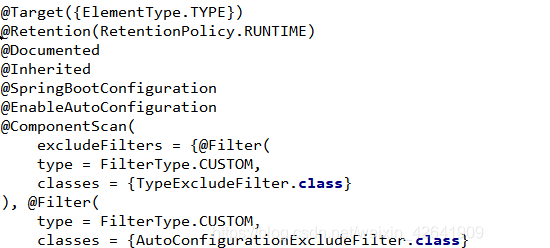 @Target({ElementType.TYPE})
@Retention(RetentionPolicy.RUNTIME)
@Documented
@Inherited
@SpringBootConfiguration
@EnableAutoConfiguration
@ComponentScan(
    excludeFilters = {@Filter(
    type = FilterType.CUSTOM,
    classes = {TypeExcludeFilter.class}
), @Filter(
    type = FilterType.CUSTOM,
    classes = {AutoConfigurationExcludeFilter.class}